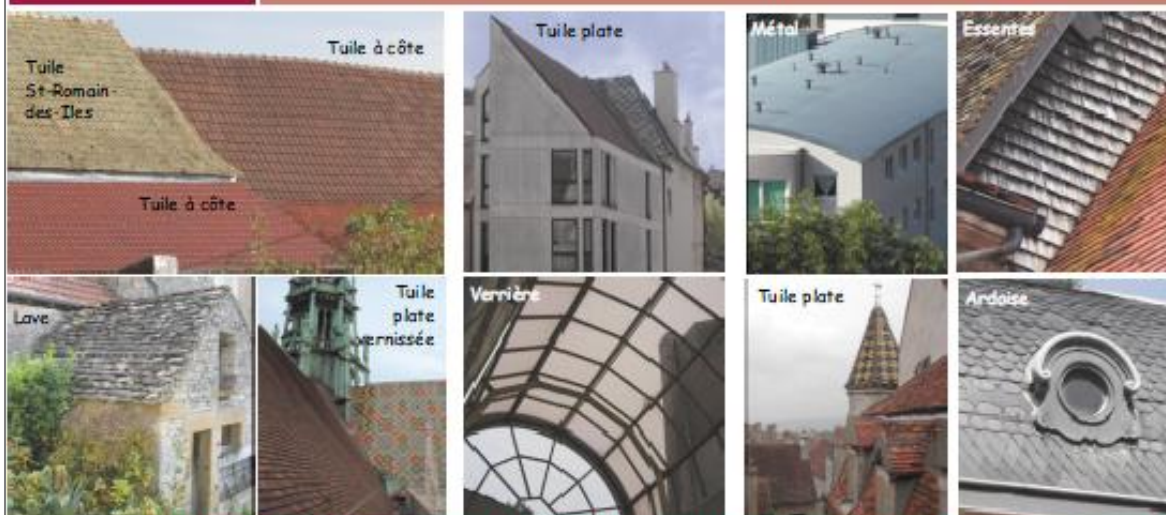 Tuile
St-Romain-
des-Iles
Tuile à côte
Tuile à côte
Tuile plate
Métal
Essentes
Lave
Tuile
plate
vernissée
Verrière
Tuile plate
Ardoise